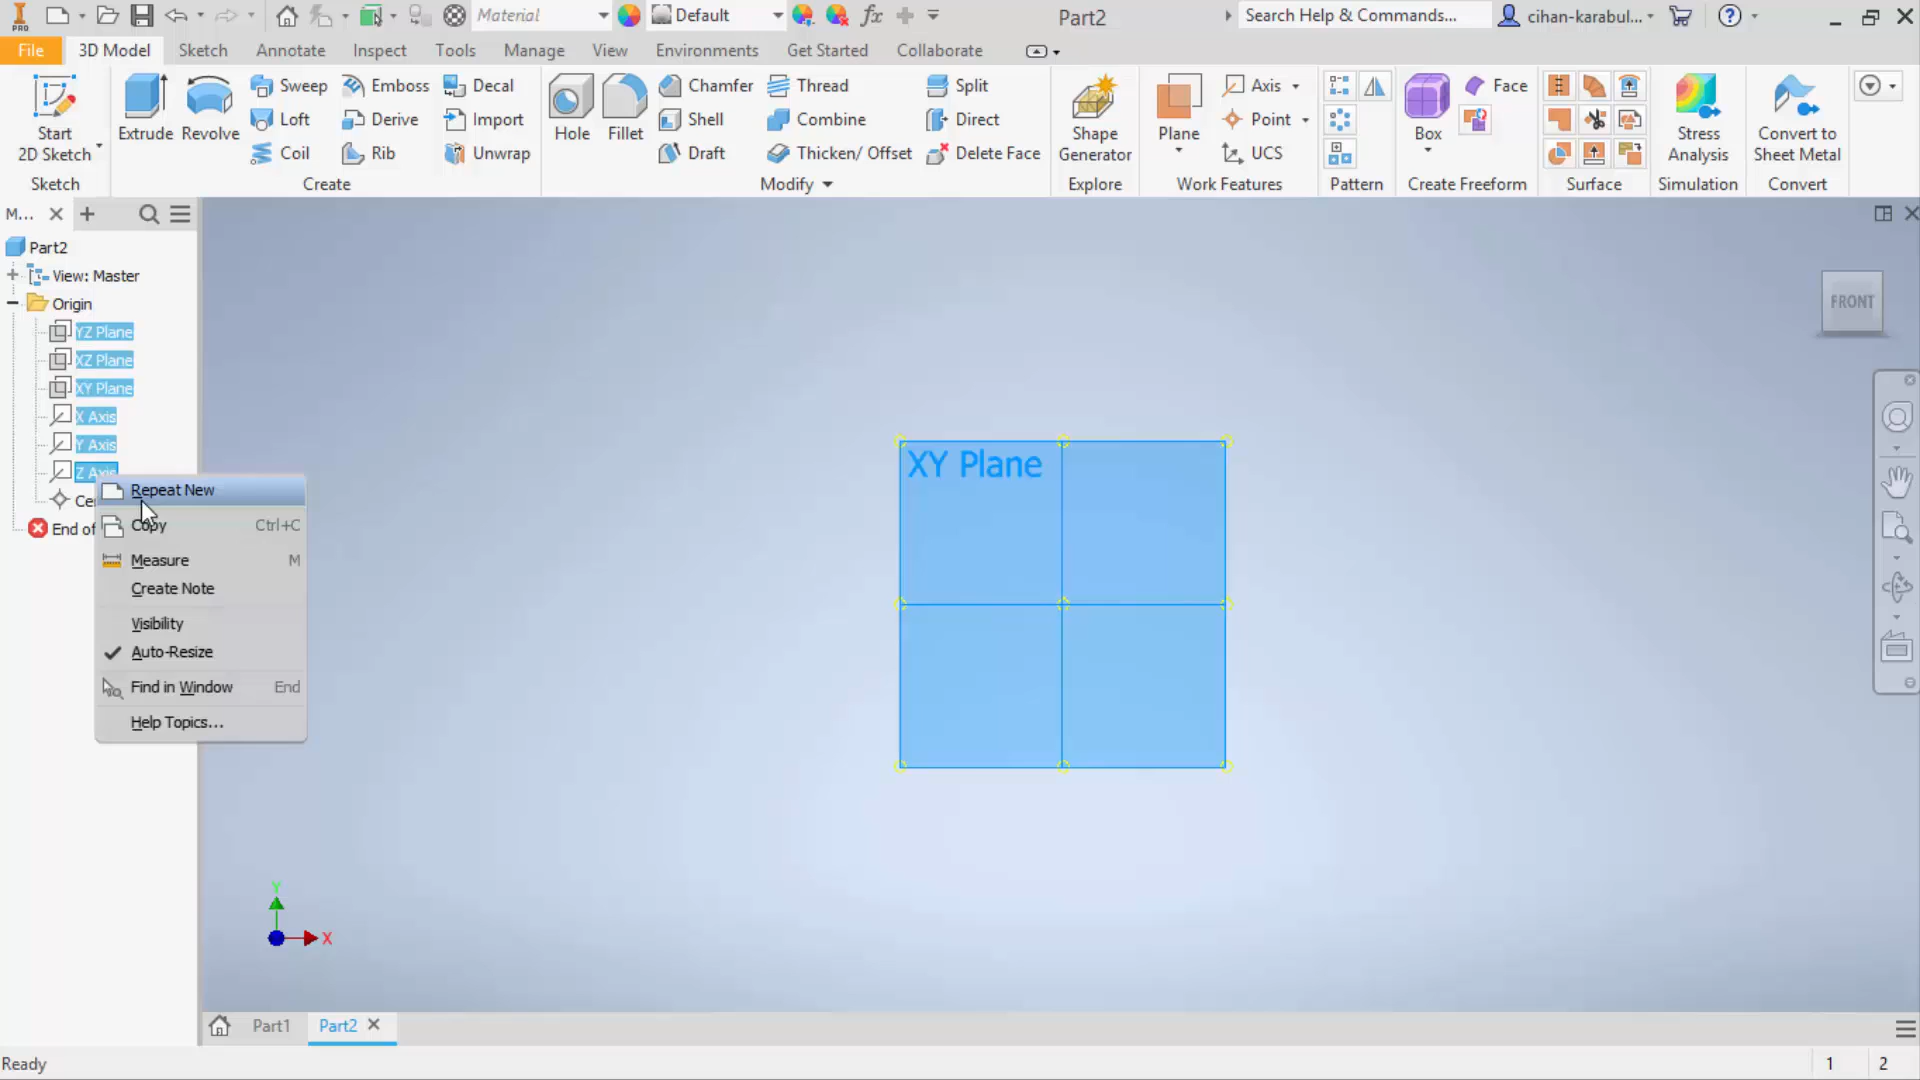 PRO
Material
Default
fx
Part2
Search Help & Commands...
cihan-karabul...
File
3D Model
Sketch
Annotate
Inspect
Tools
Manage
View
Environments
Get Started
Collaborate
Start
2D Sketch
Extrude
Revolve
Sweep
Loft
Coil
Emboss
Derive
Rib
Decal
Import
Unwrap
Hole
Fillet
Chamfer
Shell
Draft
Thread
Combine
Thicken/ Offset
Split
Direct
Delete Face
Shape
Generator
Plane
Axis
Point
UCS
Box
Face
Stress
Analysis
Convert to
Sheet Metal
Sketch
Create
Modify
Explore
Work Features
Pattern
Create Freeform
Surface
Simulation
Convert
M...
Part2
View: Master
Origin
YZ Plane
XZ Plane
XY Plane
X Axis
Y Axis
Z Axis
Ce
End of
Repeat New
Copy Ctrl+C
Measure M
Create Note
Visibility
Auto-Resize
Find in Window End
Help Topics...
XY Plane
FRONT
Y
X
Part1
Part2
Ready
1 2